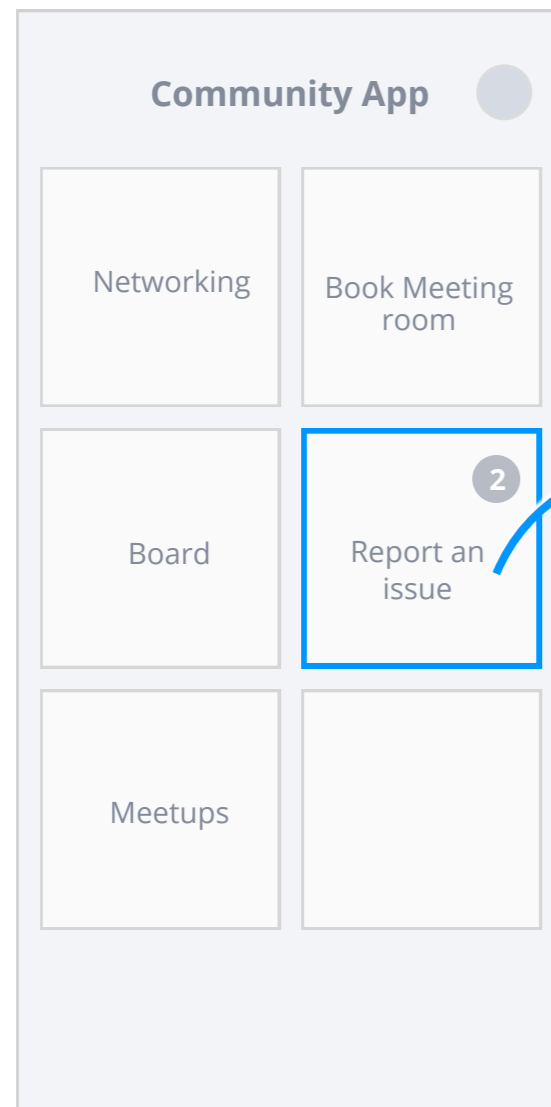 Community App
Networking
Book Meeting
room
Board
2
Report an
issue
Meetups